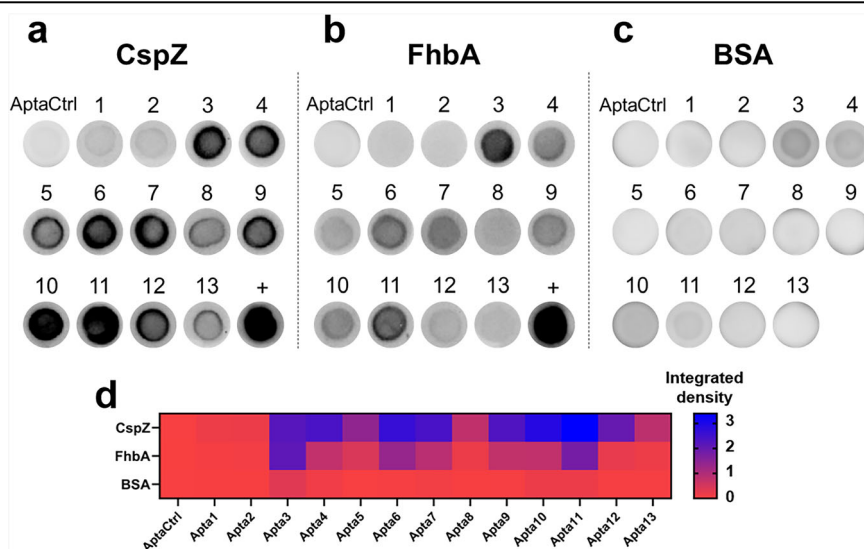 a b c
CspZ FhbA BSA
AptaCtrl 1 2 3 4 AptaCtrl 1 2 3 4 AptaCtrl 1 2 3 4
5 6 7 8 9 5 6 7 8 9 5 6 7 8 9
10 11 12 13 + 10 11 12 13 + 10 11 12 13
d Integrated
density
CspZ 3
2
FhbA 1
BSA 0
AptaCtrl Apta1 Apta2 Apta3 Apta4 Apta5 Apta6 Apta7 Apta8 Apta9 Apta10 Apta11 Apta12 Apta13